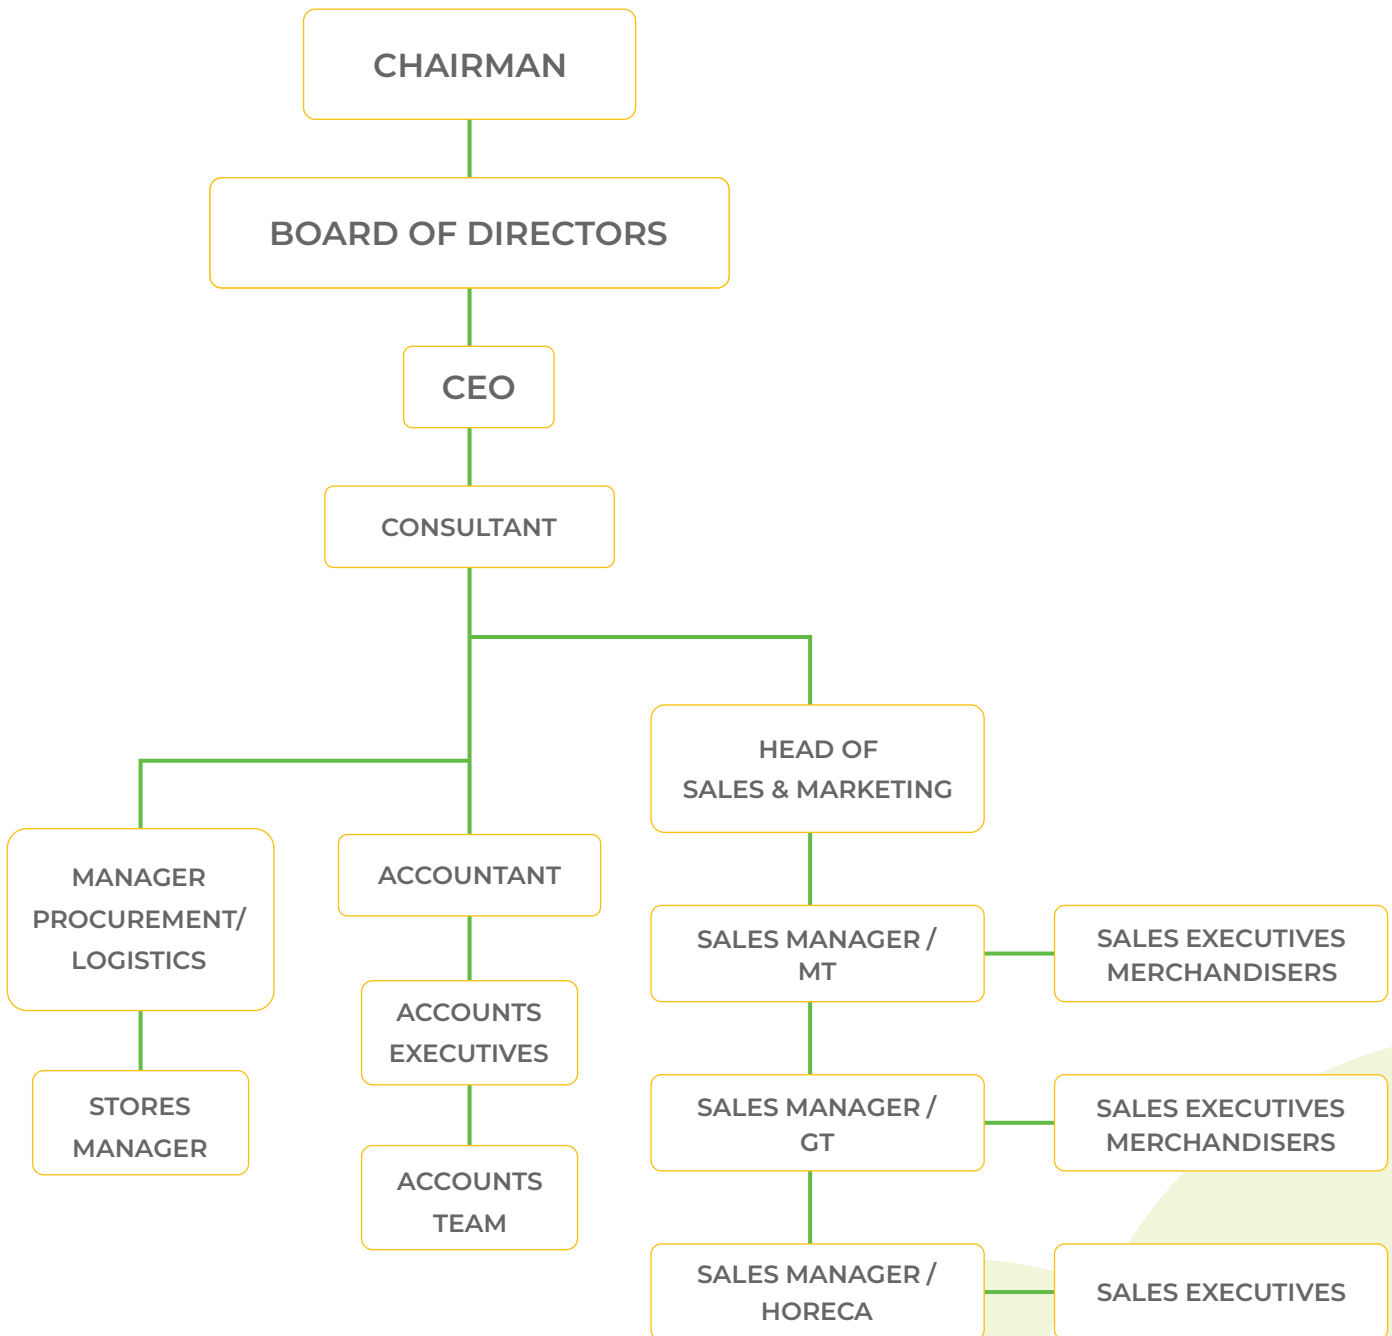 CHAIRMAN
BOARD OF DIRECTORS
CEO
CONSULTANT
HEAD OF
SALES & MARKETING
MANAGER
PROCUREMENT/
LOGISTICS
ACCOUNTANT
SALES MANAGER /
MT
SALES EXECUTIVES
MERCHANDISERS
ACCOUNTS
EXECUTIVES
STORES
MANAGER
SALES MANAGER /
GT
SALES EXECUTIVES
MERCHANDISERS
ACCOUNTS
TEAM
SALES MANAGER /
HORECA
SALES EXECUTIVES